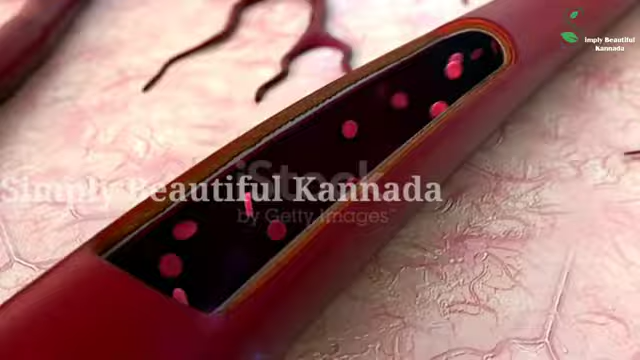 imply Beautiful
Kannada
iStock
Simply Beautiful Kannada
by Getty Images